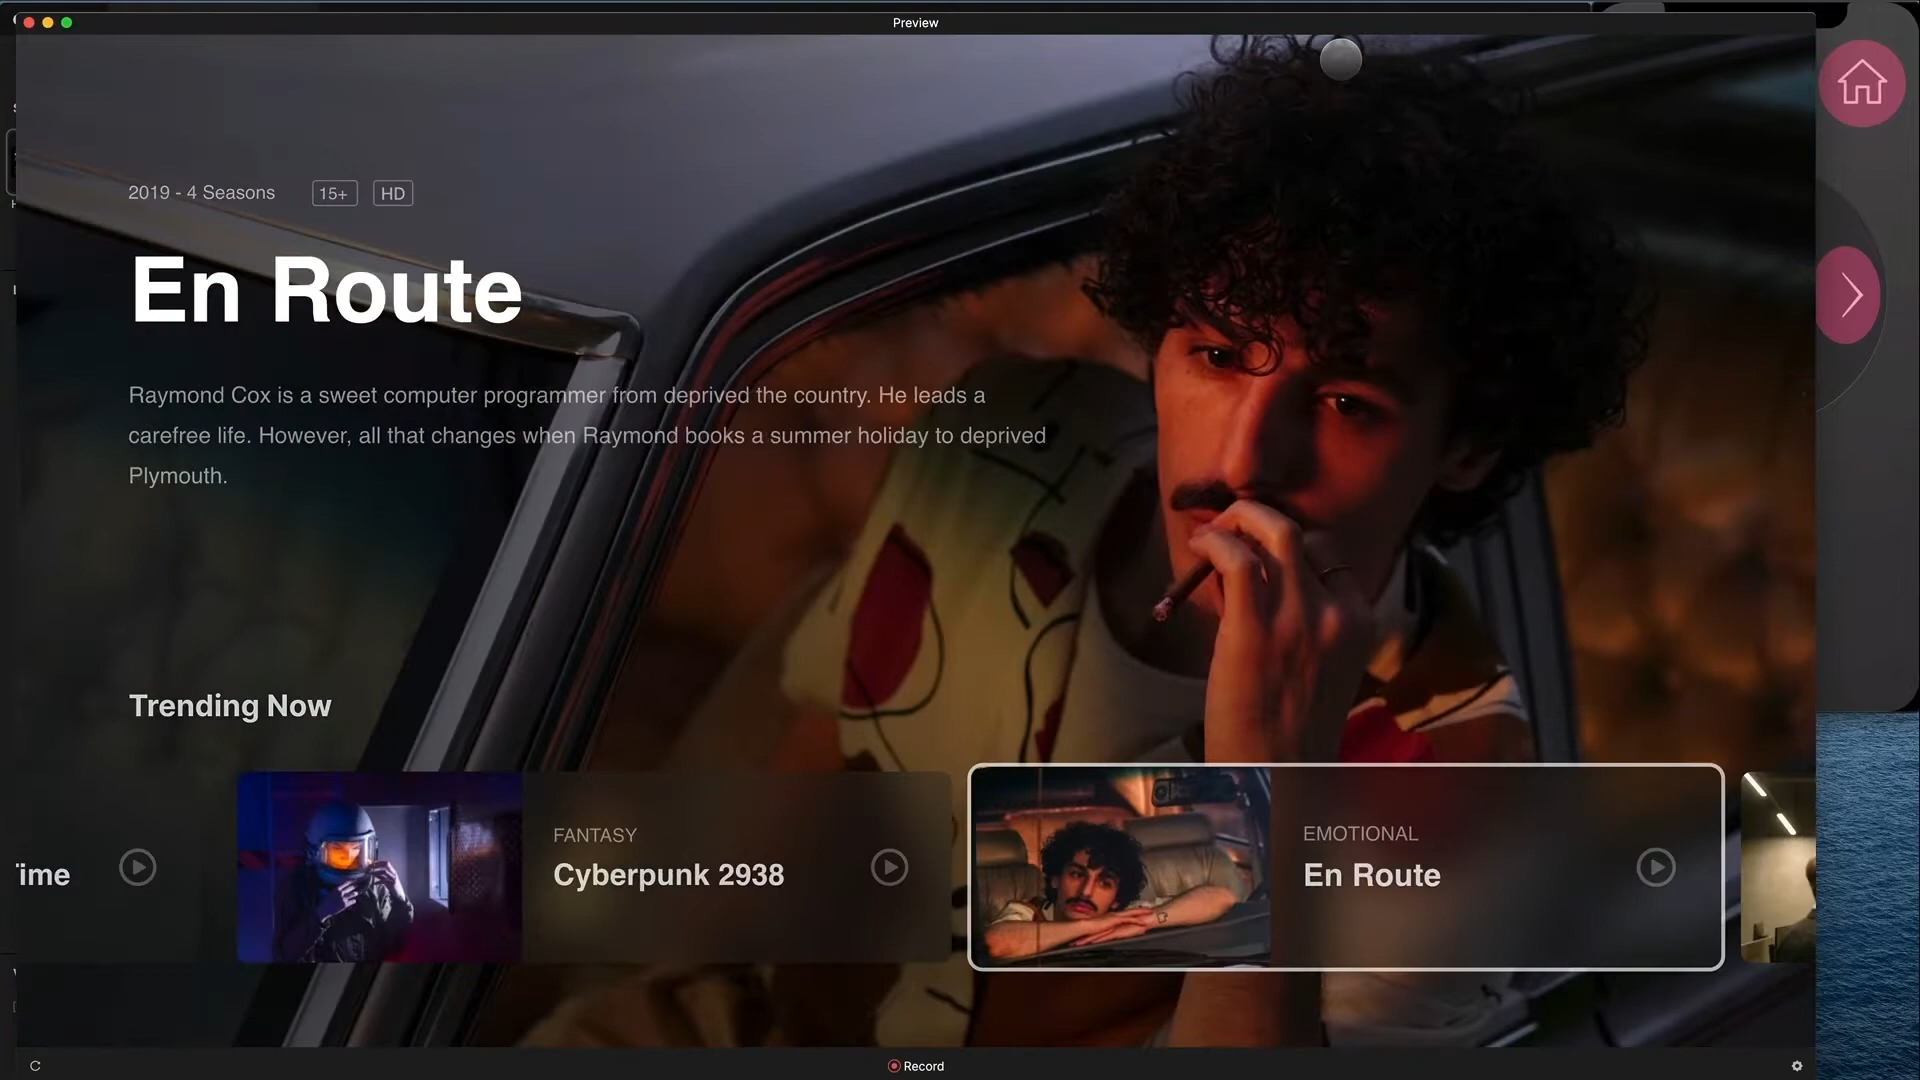 Preview
2019 - 4 Seasons
15+
HD
En Route
Raymond Cox is a sweet computer programmer from deprived the country. He leads a
carefree life. However, all that changes when Raymond books a summer holiday to deprived
Plymouth.
Trending Now
ime
FANTASY
Cyberpunk 2938
EMOTIONAL
En Route
Record